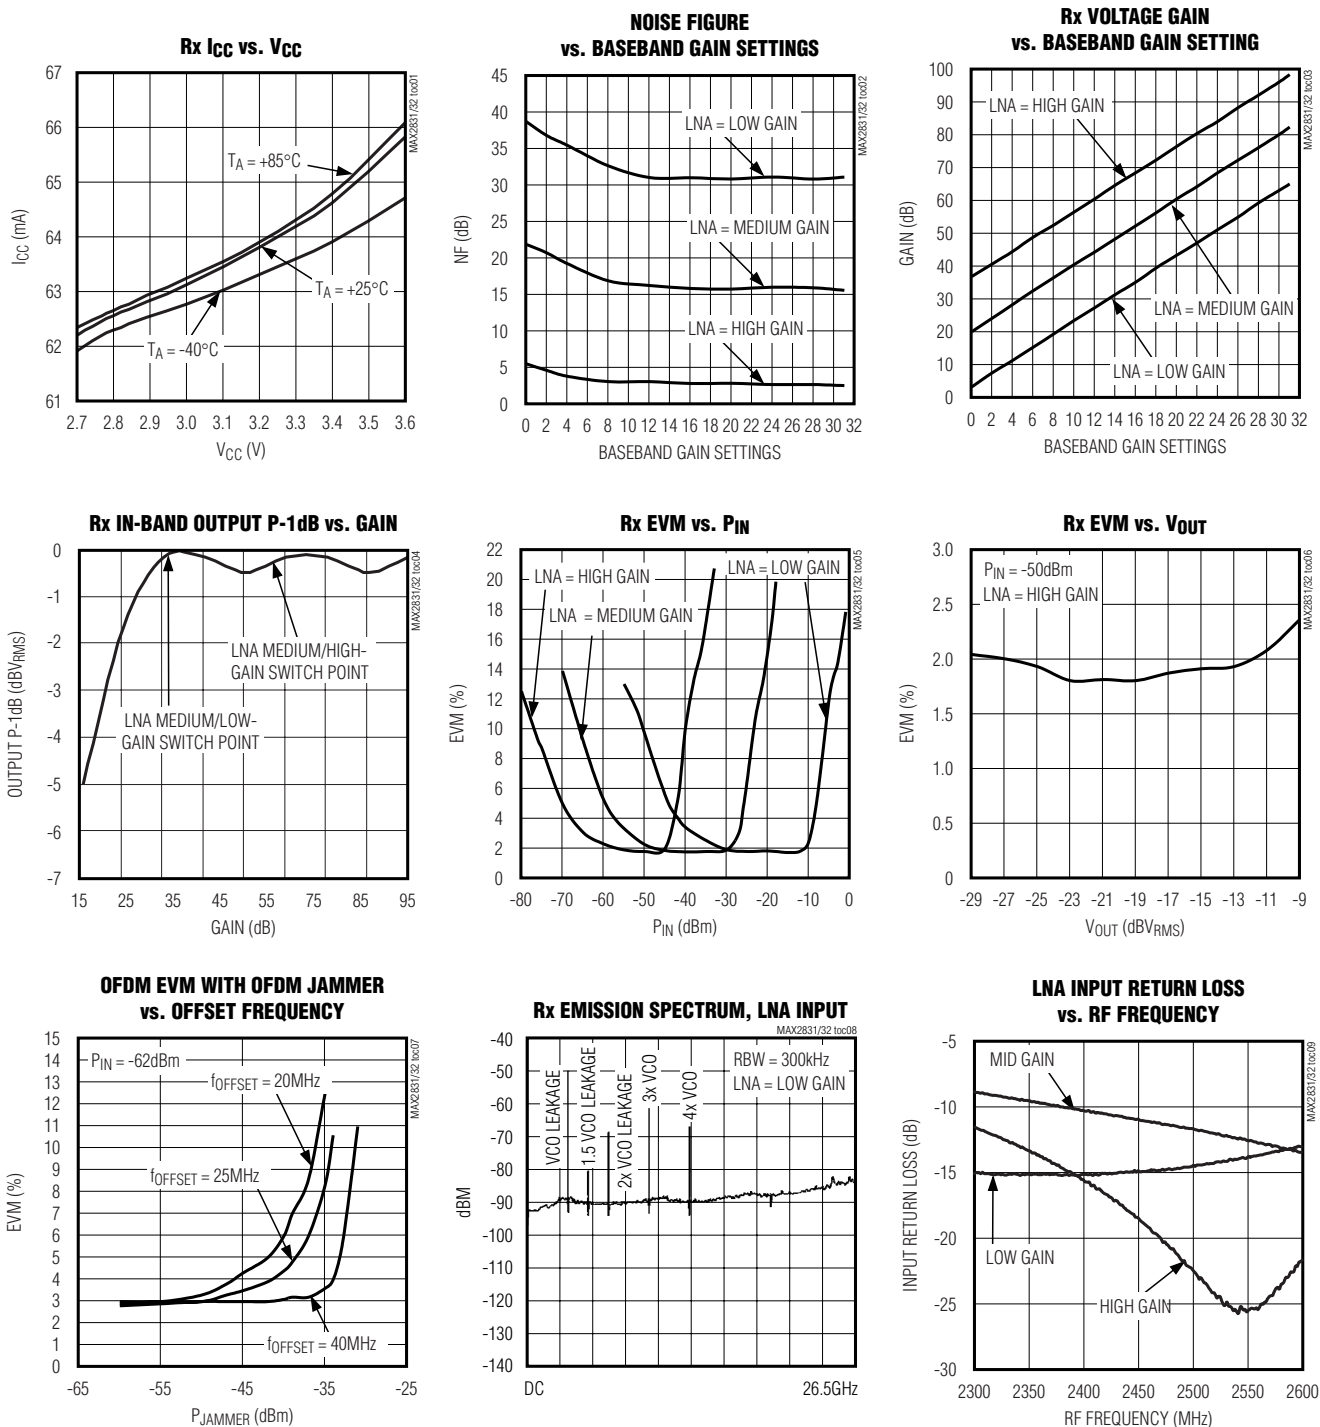 Rx ICC vs. VCC
MAX2831/32 toc01
67
66
65
64
63
62
61
ICC (mA)
TA = +85°C
TA = +25°C
TA = -40°C
2.7 2.8 2.9 3.0 3.1 3.2 3.3 3.4 3.5 3.6
VCC (V)
NOISE FIGURE
vs. BASEBAND GAIN SETTINGS
MAX2831/32 toc02
45
40
35
30
25
20
15
10
5
0
NF (dB)
LNA = LOW GAIN
LNA = MEDIUM GAIN
LNA = HIGH GAIN
0 2 4 6 8 10 12 14 16 18 20 22 24 26 28 30 32
BASEBAND GAIN SETTINGS
Rx VOLTAGE GAIN
vs. BASEBAND GAIN SETTING
MAX2831/32 toc03
100
90
80
70
60
50
40
30
20
10
0
GAIN (dB)
LNA = HIGH GAIN
LNA = MEDIUM GAIN
LNA = LOW GAIN
0 2 4 6 8 10 12 14 16 18 20 22 24 26 28 30 32
BASEBAND GAIN SETTINGS
Rx IN-BAND OUTPUT P-1dB vs. GAIN
MAX2831/32 toc04
0
-1
-2
-3
-4
-5
-6
-7
OUTPUT P-1dB (dBVRMS)
LNA MEDIUM/HIGH-
GAIN SWITCH POINT
LNA MEDIUM/LOW-
GAIN SWITCH POINT
15 25 35 45 55 65 75 85 95
GAIN (dB)
Rx EVM vs. PIN
MAX2831/32 toc05
22
20
18
16
14
12
10
8
6
4
2
0
EVM (%)
LNA = HIGH GAIN
LNA = LOW GAIN
LNA = MEDIUM GAIN
-80 -70 -60 -50 -40 -30 -20 -10 0
PIN (dBm)
Rx EVM vs. VOUT
MAX2831/32 toc06
3.0
2.5
2.0
1.5
1.0
0.5
0
EVM (%)
PIN = -50dBm
LNA = HIGH GAIN
-29 -27 -25 -23 -21 -19 -17 -15 -13 -11 -9
VOUT (dBVRMS)
OFDM EVM WITH OFDM JAMMER
vs. OFFSET FREQUENCY
MAX2831/32 toc07
15
14
13
12
11
10
9
8
7
6
5
4
3
2
1
0
EVM (%)
PIN = -62dBm
fOFFSET = 20MHz
fOFFSET = 25MHz
fOFFSET = 40MHz
-65 -55 -45 -35 -25
PJAMMER (dBm)
Rx EMISSION SPECTRUM, LNA INPUT
MAX2831/32 toc08
-40
-50
-60
-70
-80
-90
-100
-110
-120
-130
-140
dBM
VCO LEAKAGE
1.5 VCO LEAKAGE
2x VCO LEAKAGE
3x VCO
4x VCO
RBW = 300kHz
LNA = LOW GAIN
DC 26.5GHz
LNA INPUT RETURN LOSS
vs. RF FREQUENCY
MAX2831/32 toc09
-5
-10
-15
-20
-25
-30
INPUT RETURN LOSS (dB)
MID GAIN
LOW GAIN
HIGH GAIN
2300 2350 2400 2450 2500 2550 2600
RF FREQUENCY (MHz)